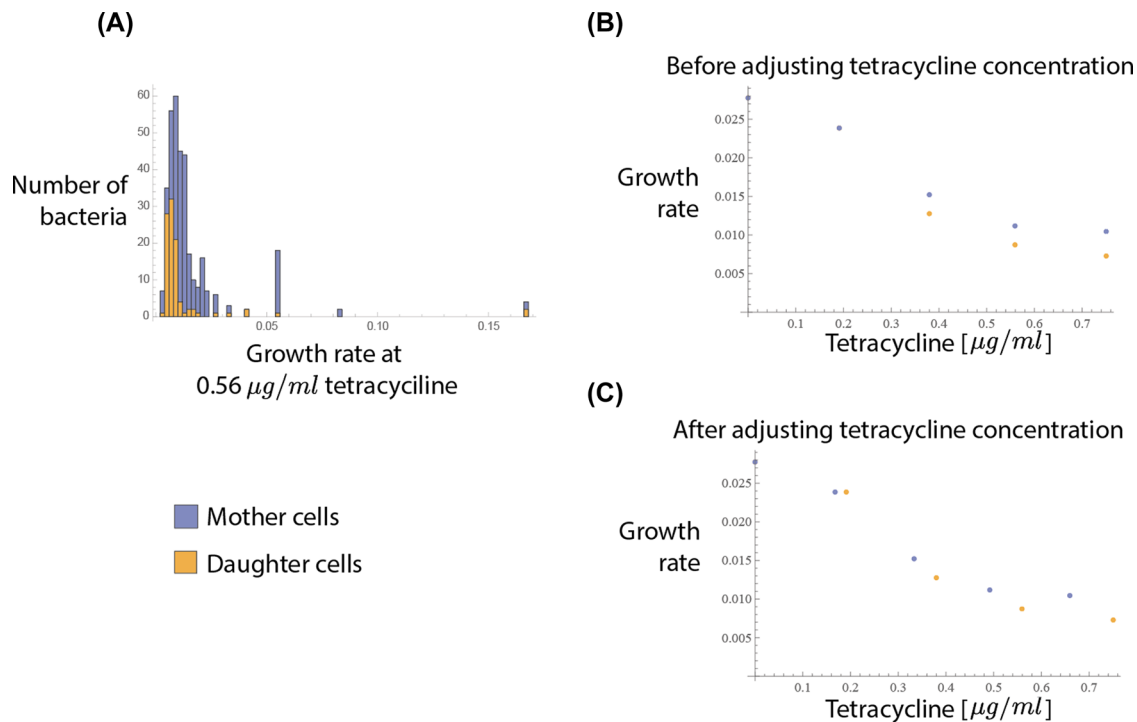 (A)
60
50
40
30
20
10
0
Number of
bacteria
0.05
0.10
0.15
Growth rate at
0.56 μg/ml tetracyciline
Mother cells
Daughter cells
(B)
Before adjusting tetracycline concentration
0.025
0.020
0.015
0.010
0.005
Growth
rate
0.1
0.2
0.3
0.4
0.5
0.6
0.7
Tetracycline [μg/ml]
(C)
After adjusting tetracycline concentration
0.025
0.020
0.015
0.010
0.005
Growth
rate
0.1
0.2
0.3
0.4
0.5
0.6
0.7
Tetracycline [μg/ml]